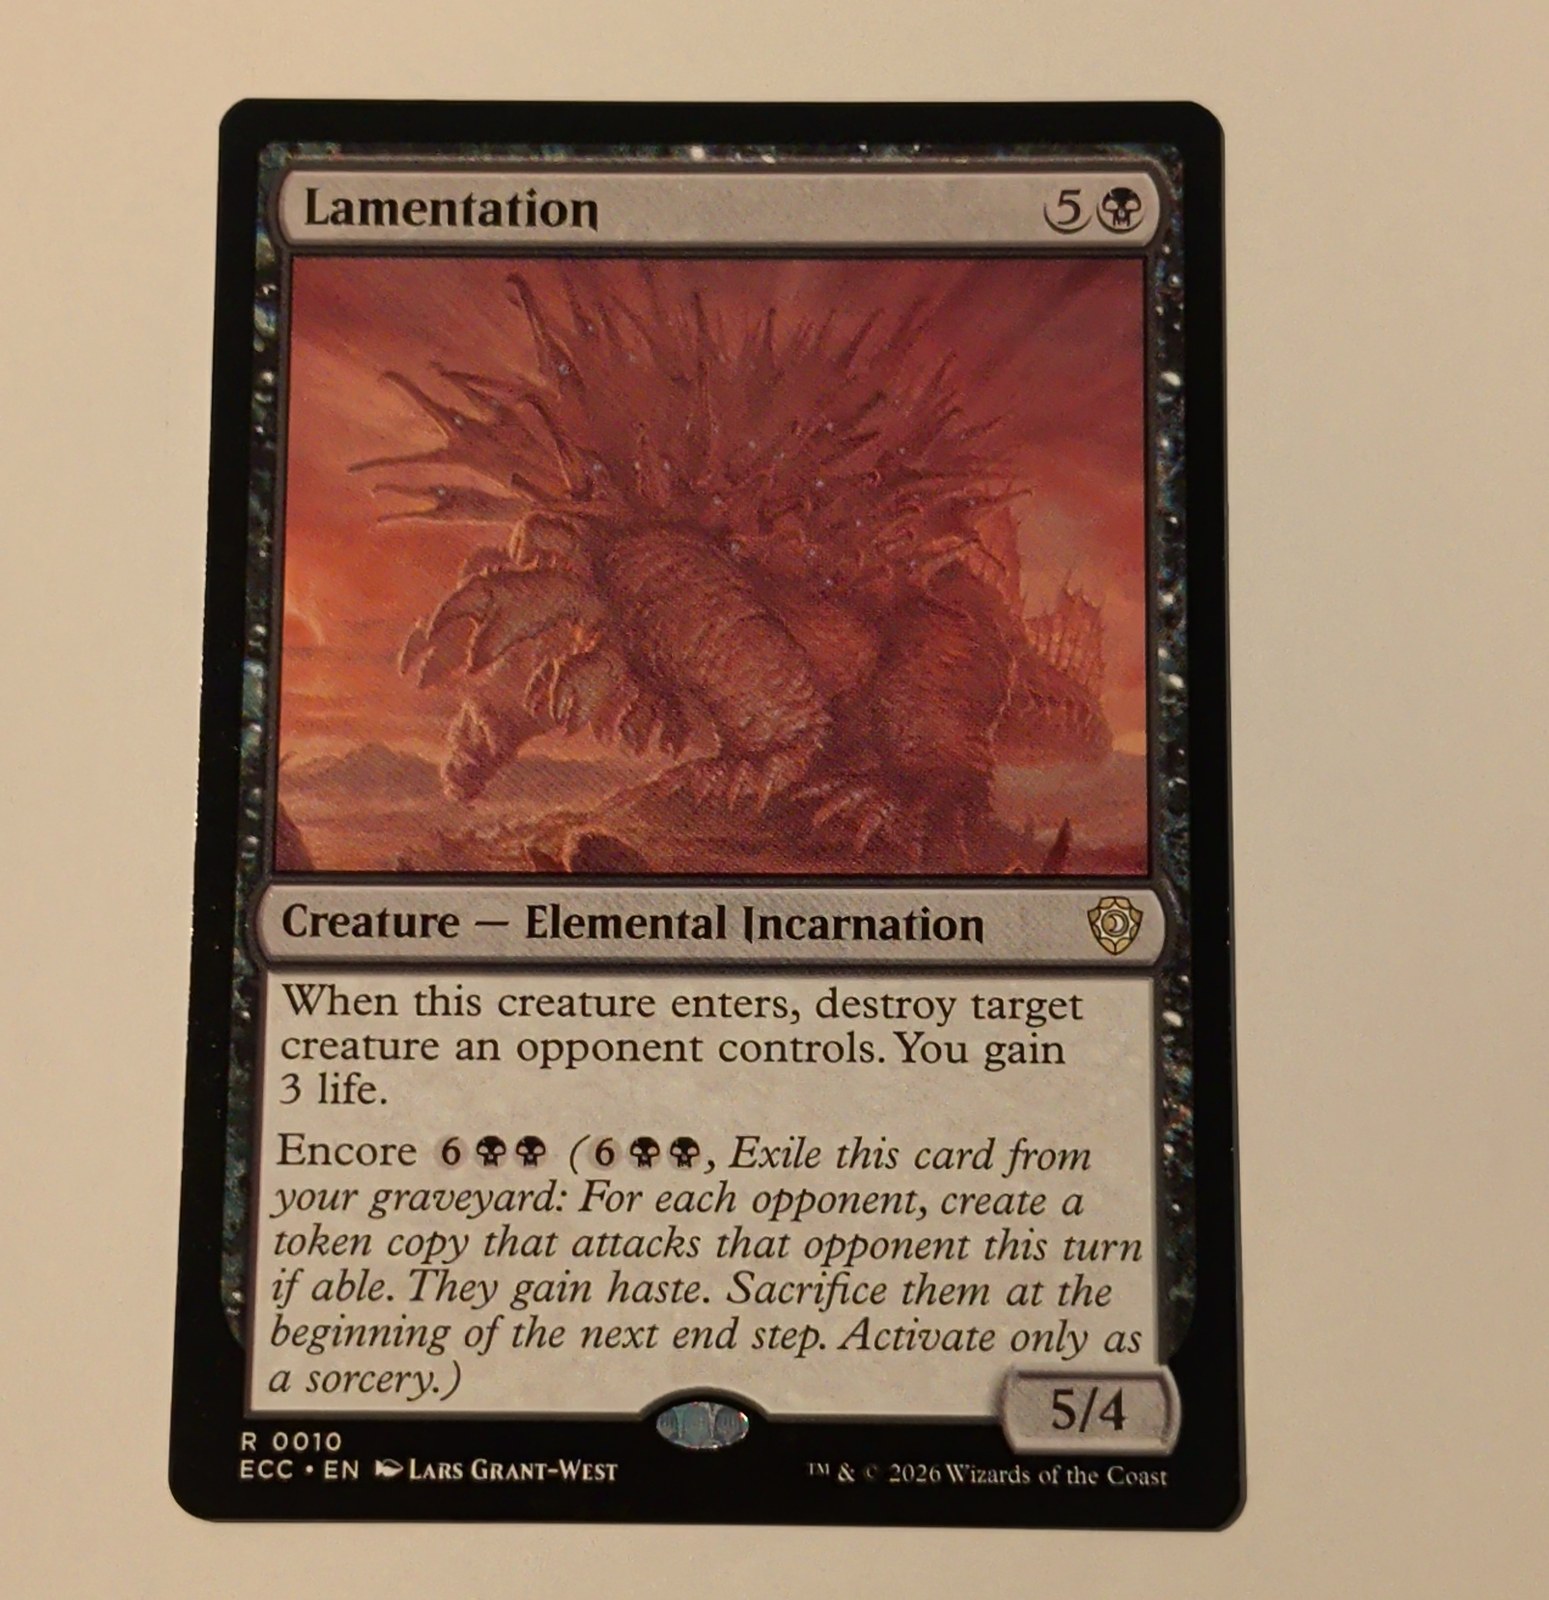 Lamentation 5
Creature — Elemental Incarnation
When this creature enters, destroy target
creature an opponent controls. You gain
3 life.
Encore 6 (6 , Exile this card from
your graveyard: For each opponent, create a
token copy that attacks that opponent this turn
if able. They gain haste. Sacrifice them at the
beginning of the next end step. Activate only as
a sorcery.)
5/4
R 0010
ECC • EN LARS GRANT-WEST
™ & © 2026 Wizards of the Coast